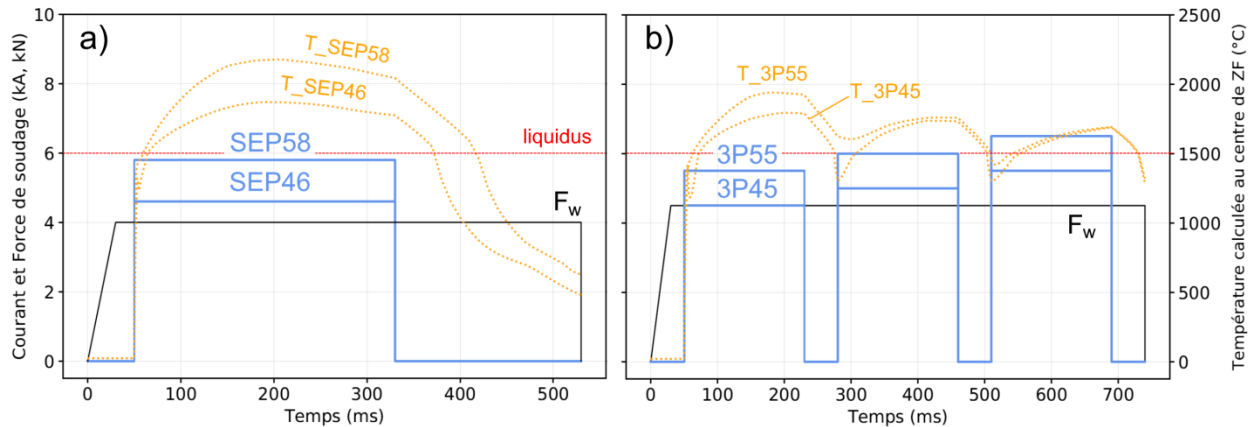 a)
Courant et Force de soudage (kA, kN)
10
8
6
4
2
0
T_SEP58
T_SEP46
liquidus
SEP58
SEP46
F_w
0 100 200 300 400 500
Temps (ms)
b)
T_3P55
T_3P45
3P55
3P45
F_w
0 100 200 300 400 500 600 700
Temps (ms)
2500
2000
1500
1000
500
0
Température calculée au centre de ZF (°C)